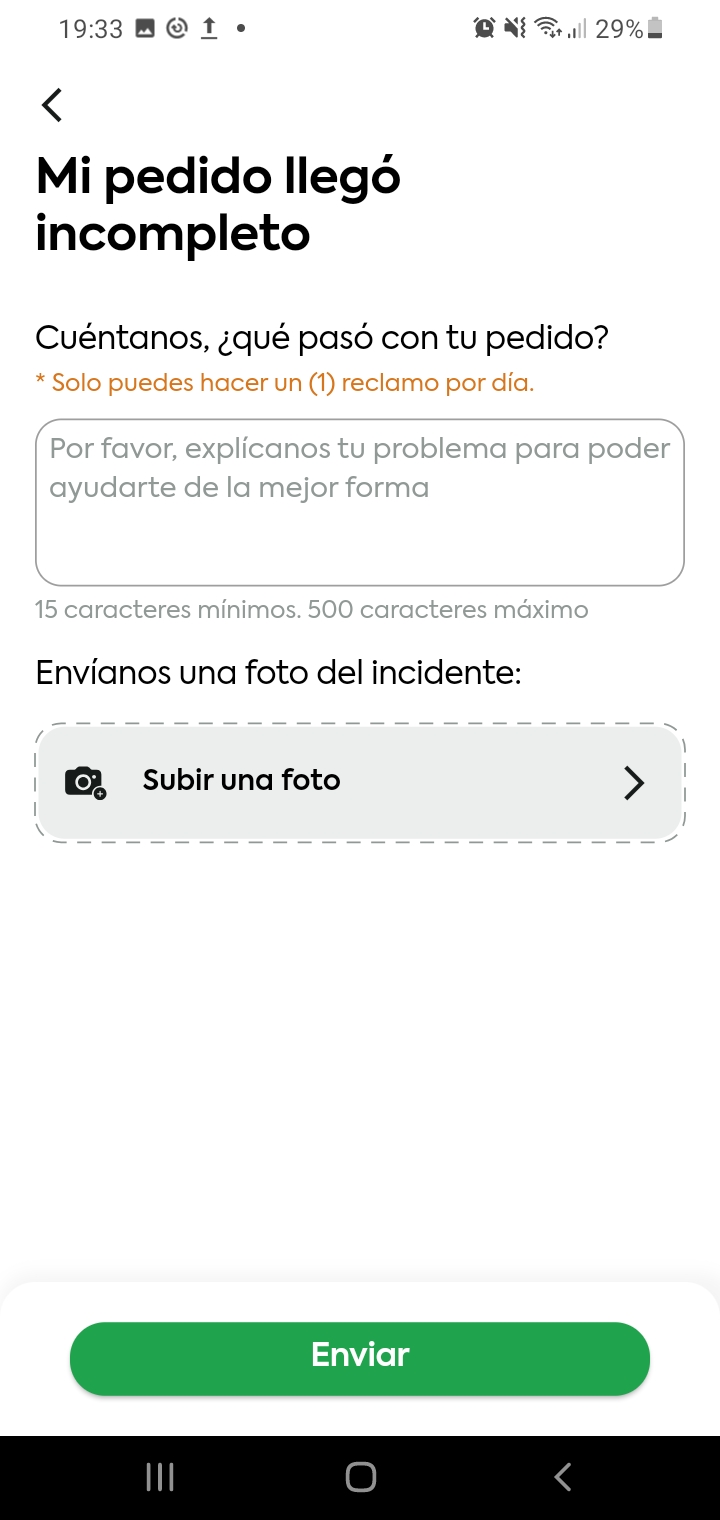 19:33
29%
Mi pedido llegó
incompleto
Cuéntanos, ¿qué pasó con tu pedido?
* Solo puedes hacer un (1) reclamo por día.
Por favor, explícanos tu problema para poder
ayudarte de la mejor forma
15 caracteres mínimos. 500 caracteres máximo
Envíanos una foto del incidente:
Subir una foto
Enviar